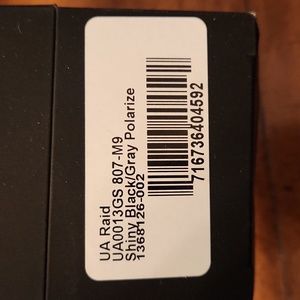 UA Raid
UA0013GS 807-M9
Shiny Black/Gray Polarize
1368126-002
716736404592